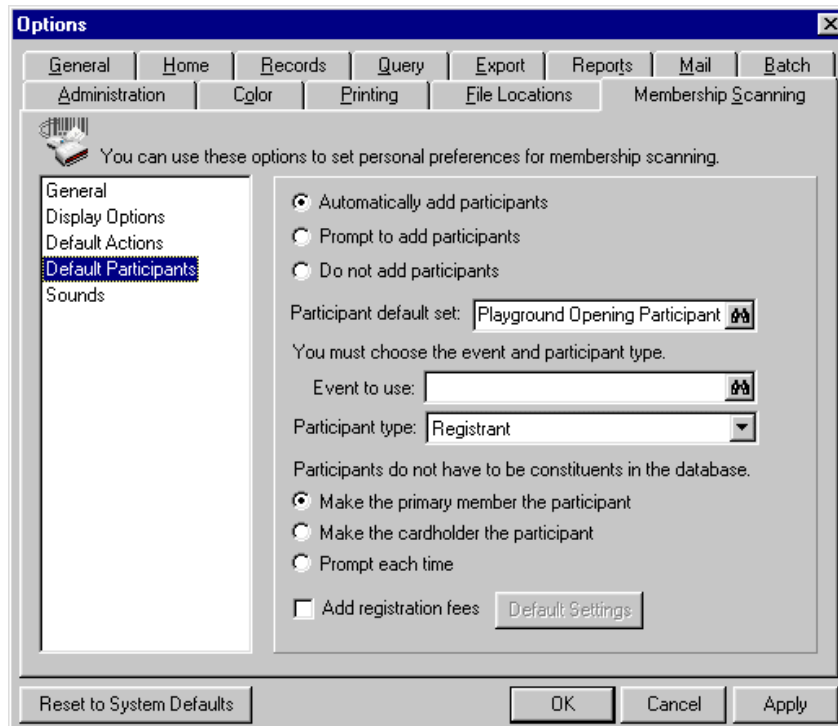 Options
General Home Records Query Export Reports Mail Batch
Administration Color Printing File Locations Membership Scanning
You can use these options to set personal preferences for membership scanning.
General
Display Options
Default Actions
Default Participants
Sounds
Automatically add participants
Prompt to add participants
Do not add participants
Participant default set: Playground Opening Participant
You must choose the event and participant type.
Event to use:
Participant type: Registrant
Participants do not have to be constituents in the database.
Make the primary member the participant
Make the cardholder the participant
Prompt each time
Add registration fees Default Settings
Reset to System Defaults OK Cancel Apply